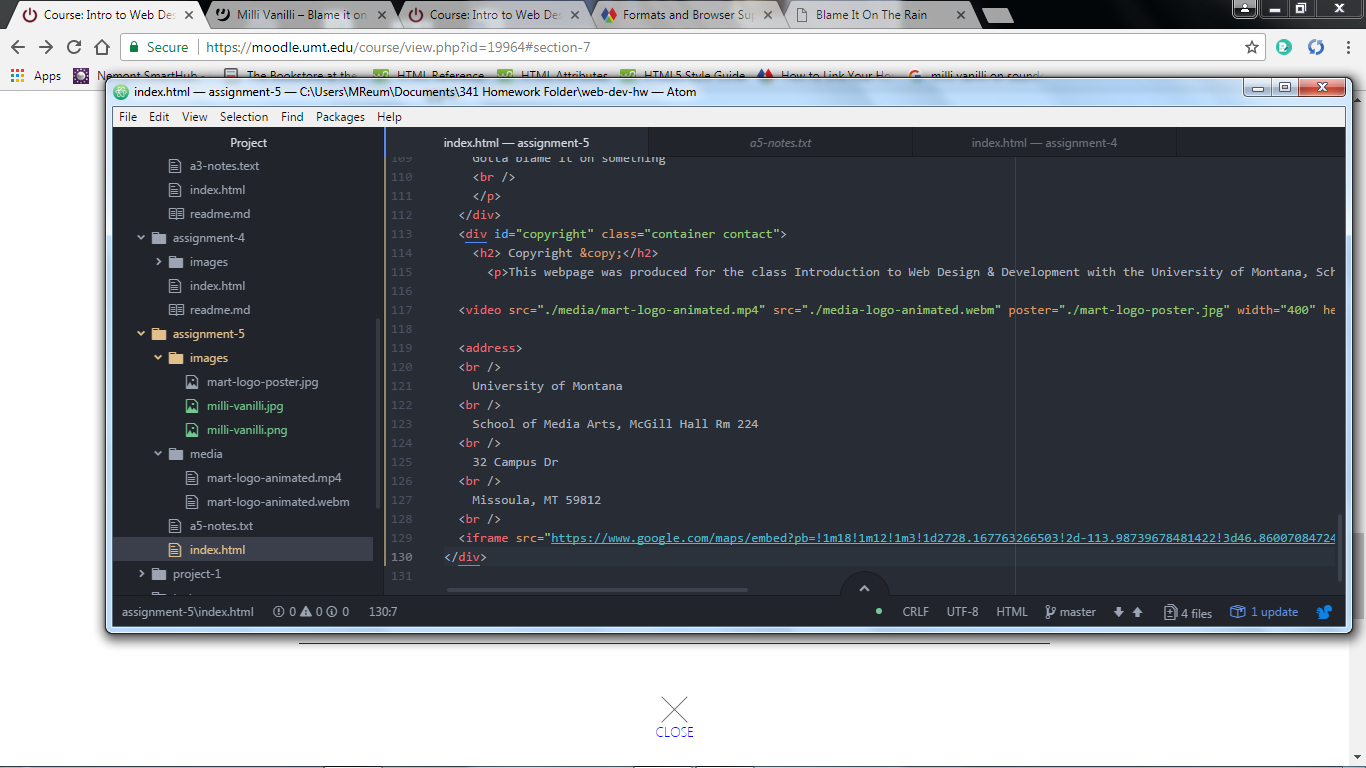 Course: Intro to Web Des
Milli Vanilli – Blame it on
Course: Intro to Web Des
Formats and Browser Sup
Blame It On The Rain
Secure
https://moodle.umt.edu/course/view.php?id=19964#section-7
Apps
Nemont SmartHub -
The Bookstore at the
HTML Reference
HTML Attributes
HTML5 Style Guide
How to Link Your Ho
milli vanilli on sound
index.html — assignment-5 — C:\Users\MReum\Documents\341 Homework Folder\web-dev-hw — Atom
File Edit View Selection Find Packages Help
Project
a3-notes.text
index.html
readme.md
assignment-4
images
index.html
readme.md
assignment-5
images
mart-logo-poster.jpg
milli-vanilli.jpg
milli-vanilli.png
media
mart-logo-animated.mp4
mart-logo-animated.webm
a5-notes.txt
index.html
project-1
index.html — assignment-5
a5-notes.txt
index.html — assignment-4
109 Gotta blame it on something
110 <br />
111 </p>
112 </div>
113 <div id="copyright" class="container contact">
114 <h2> Copyright &copy;</h2>
115 <p>This webpage was produced for the class Introduction to Web Design & Development with the University of Montana, Sch
116
117 <video src="./media/mart-logo-animated.mp4" src="./media-logo-animated.webm" poster="./mart-logo-poster.jpg" width="400" he
118
119 <address>
120 <br />
121 University of Montana
122 <br />
123 School of Media Arts, McGill Hall Rm 224
124 <br />
125 32 Campus Dr
126 <br />
127 Missoula, MT 59812
128 <br />
129 <iframe src="https://www.google.com/maps/embed?pb=!1m18!1m12!1m3!1d2728.167763266503!2d-113.98739678481422!3d46.86007084724
130 </div>
131
assignment-5\index.html 0 0 0 130:7
CRLF UTF-8 HTML master 4 files 1 update
CLOSE